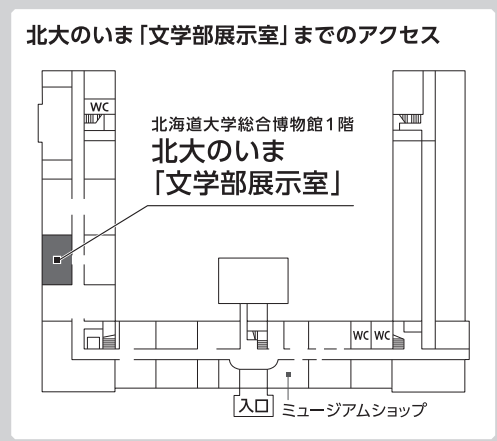 北大のいま「文学部展示室」までのアクセス
WC
北海道大学総合博物館1階
北大のいま
「文学部展示室」
WC WC
入口
ミュージアムショップ